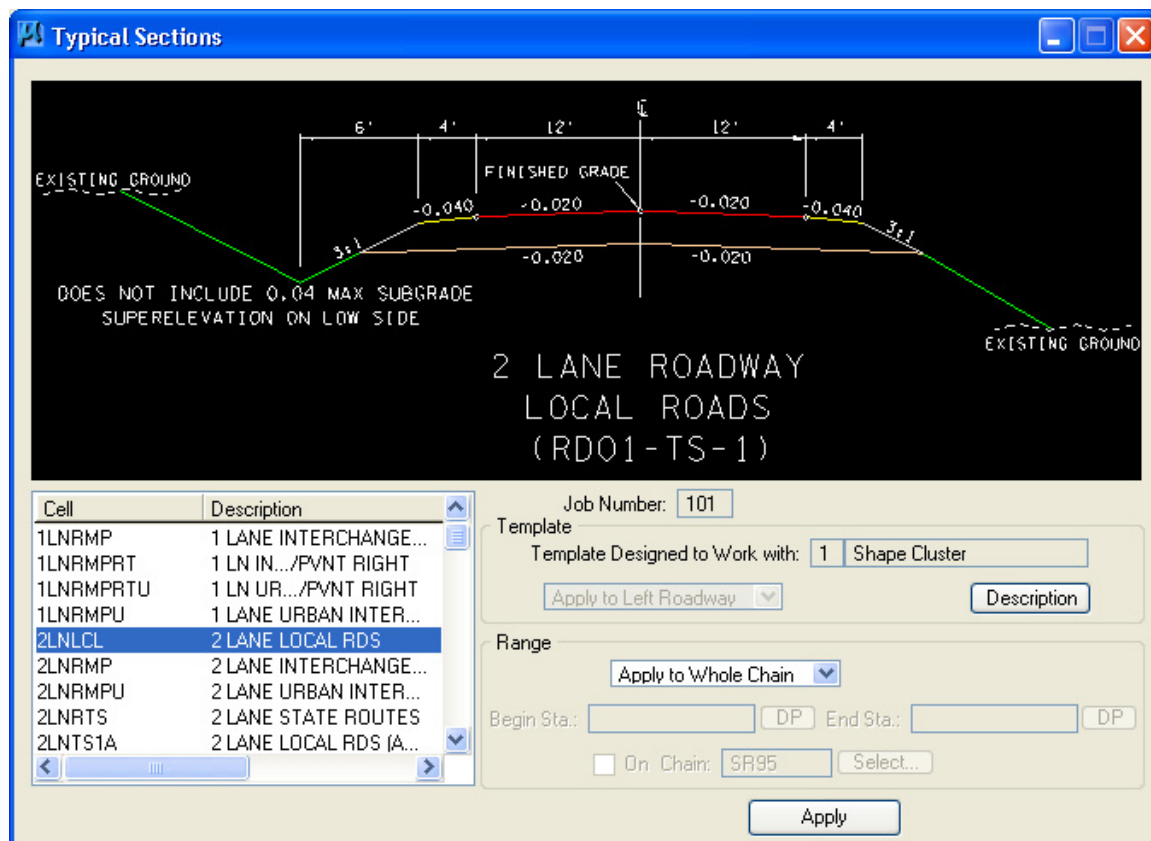 Typical Sections
℄
6' 4' 12' 12' 4'
EXISTING GROUND
FINISHED GRADE
-0.040 -0.020 -0.020 -0.040
3:1 3:1
-0.020 -0.020
DOES NOT INCLUDE 0.04 MAX SUBGRADE
SUPERELEVATION ON LOW SIDE
EXISTING GROUND
2 LANE ROADWAY
LOCAL ROADS
(RD01-TS-1)
Cell Description
1LNRMP 1 LANE INTERCHANGE...
1LNRMPRT 1 LN IN.../PVNT RIGHT
1LNRMPRTU 1 LN UR.../PVNT RIGHT
1LNRMPU 1 LANE URBAN INTER...
2LNLCL 2 LANE LOCAL RDS
2LNRMP 2 LANE INTERCHANGE...
2LNRMPU 2 LANE URBAN INTER...
2LNRTS 2 LANE STATE ROUTES
2LNTS1A 2 LANE LOCAL RDS (A...
Job Number: 101
Template
Template Designed to Work with: 1 Shape Cluster
Apply to Left Roadway Description
Range
Apply to Whole Chain
Begin Sta.: DP End Sta.: DP
On Chain: SR95 Select...
Apply